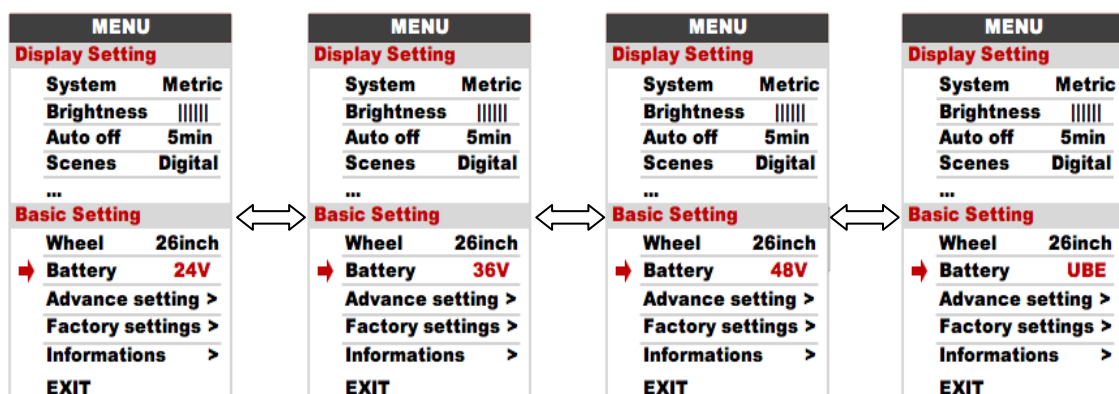 MENU
Display Setting
System Metric
Brightness ||||||
Auto off 5min
Scenes Digital
...
Basic Setting
Wheel 26inch
Battery 24V
Advance setting >
Factory settings >
Informations >
EXIT
MENU
Display Setting
System Metric
Brightness ||||||
Auto off 5min
Scenes Digital
...
Basic Setting
Wheel 26inch
Battery 36V
Advance setting >
Factory settings >
Informations >
EXIT
MENU
Display Setting
System Metric
Brightness ||||||
Auto off 5min
Scenes Digital
...
Basic Setting
Wheel 26inch
Battery 48V
Advance setting >
Factory settings >
Informations >
EXIT
MENU
Display Setting
System Metric
Brightness ||||||
Auto off 5min
Scenes Digital
...
Basic Setting
Wheel 26inch
Battery UBE
Advance setting >
Factory settings >
Informations >
EXIT